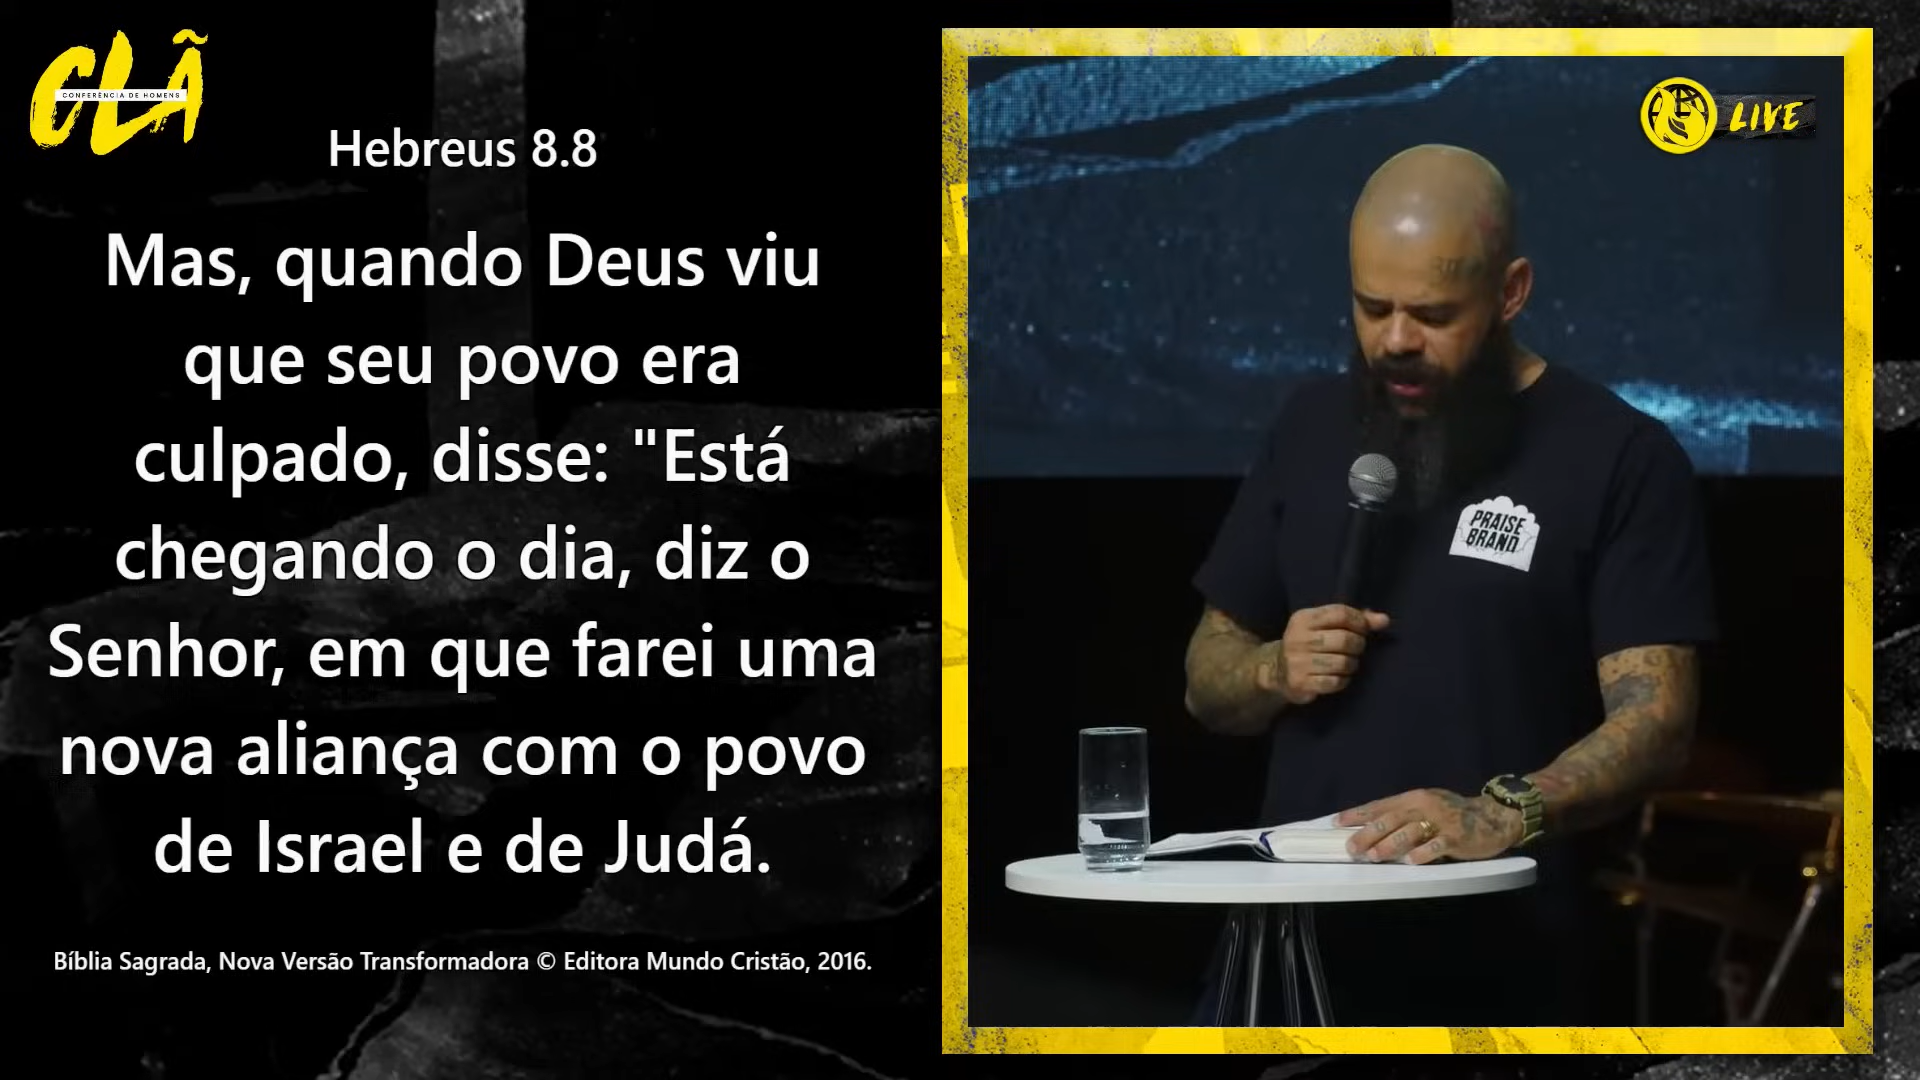 CLÃ
CONFERÊNCIA DE HOMENS
Hebreus 8.8
Mas, quando Deus viu
que seu povo era
culpado, disse: "Está
chegando o dia, diz o
Senhor, em que farei uma
nova aliança com o povo
de Israel e de Judá.
Bíblia Sagrada, Nova Versão Transformadora © Editora Mundo Cristão, 2016.
LIVE
PRAISE
BRAND